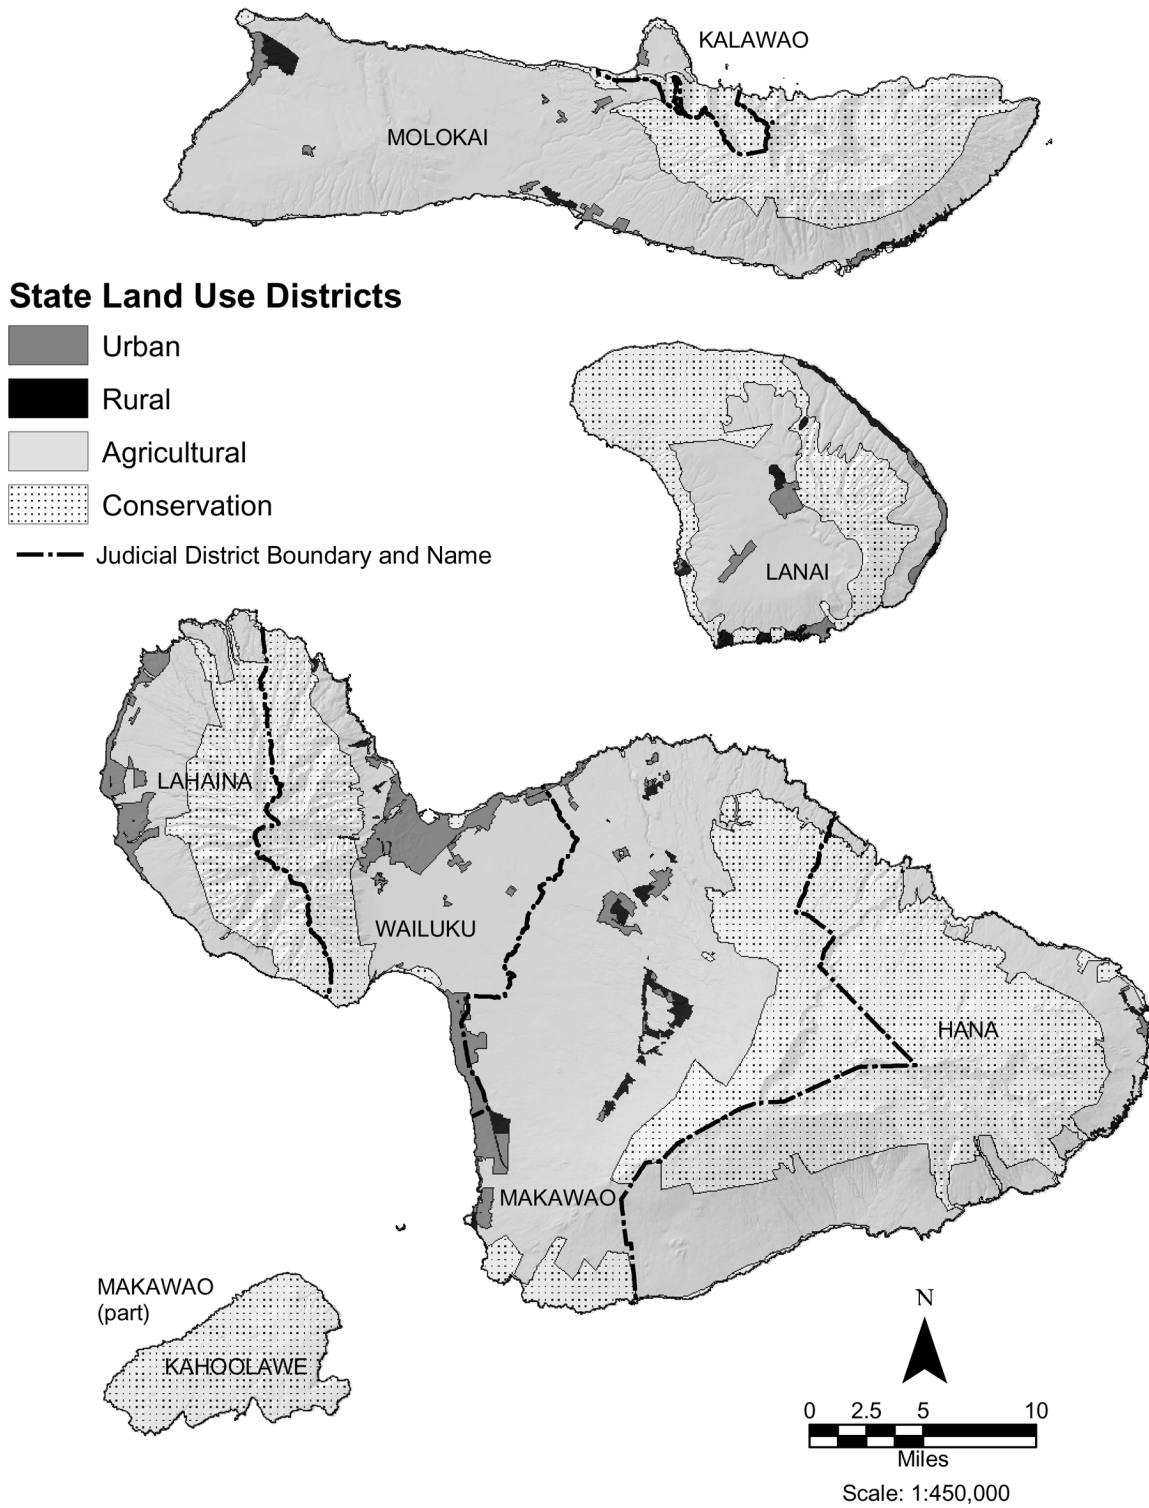 KALAWAO
MOLOKAI
State Land Use Districts
Urban
Rural
Agricultural
Conservation
Judicial District Boundary and Name
LANAI
LAHAINA
WAILUKU
HANA
MAKAWAO
MAKAWAO
(part)
KAHOOLAWE
N
0 2.5 5 10
Miles
Scale: 1:450,000